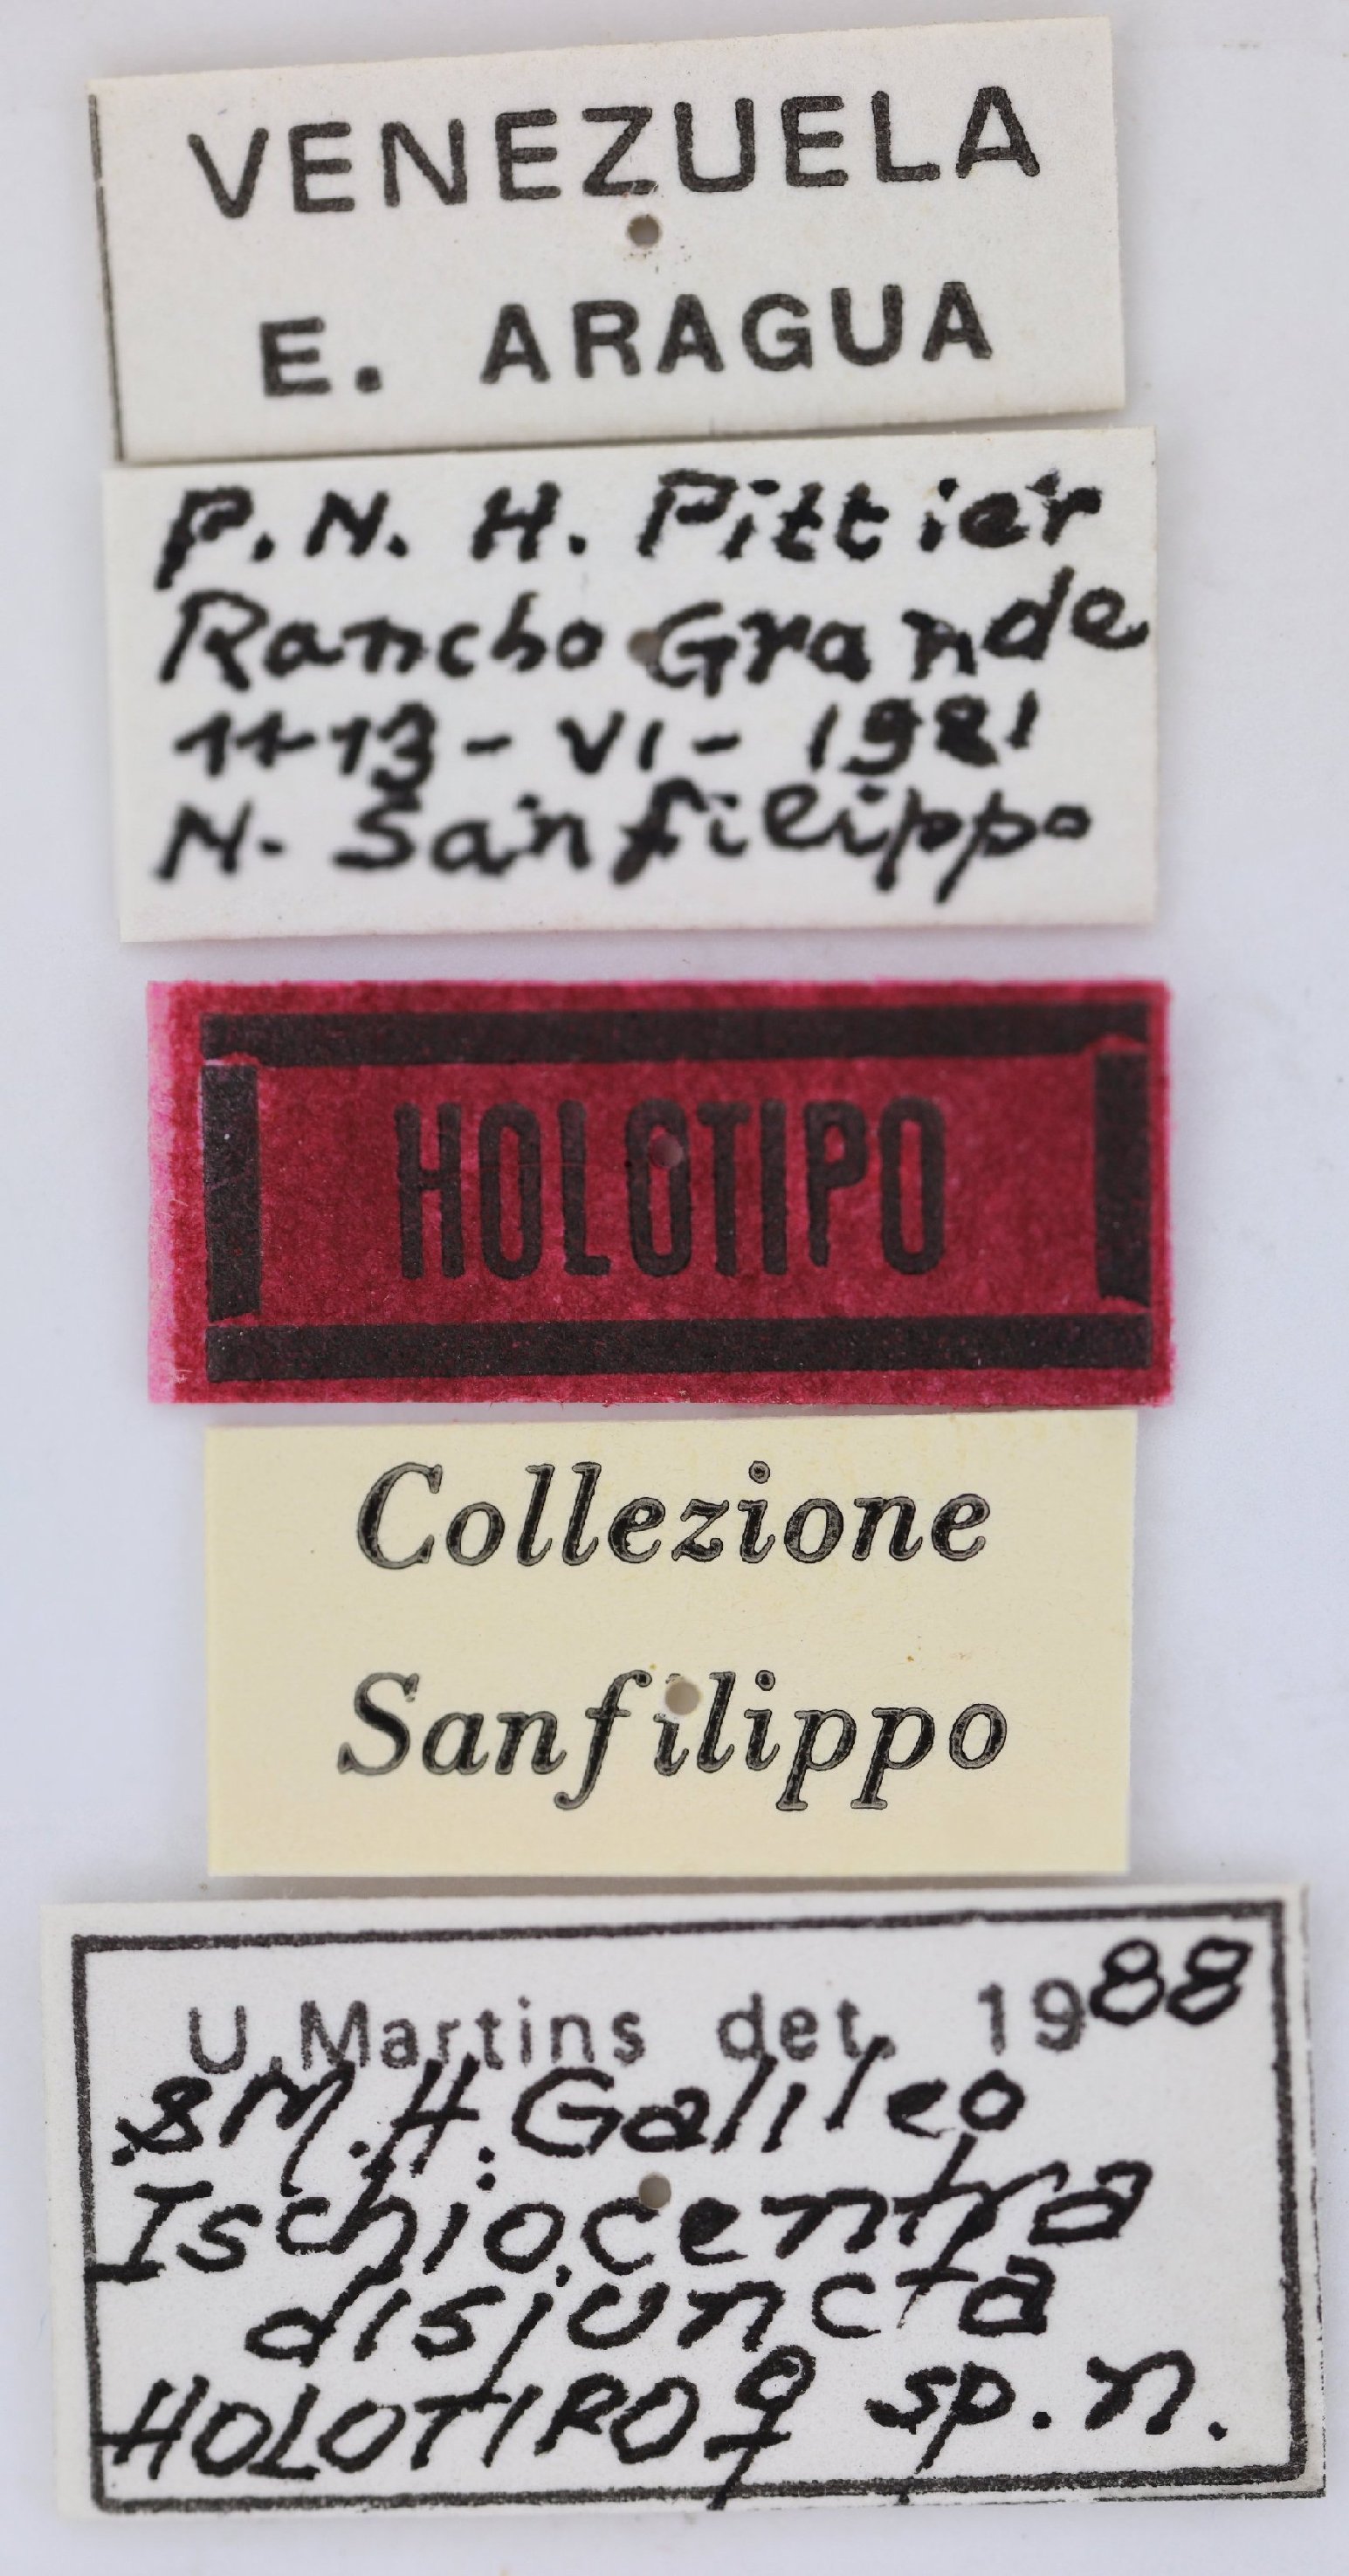 VENEZUELA
E. ARAGUA
P. N. H. Pittier
Rancho Grande
11-13 - VI - 1981
N. Sanfilippo
HOLOTIPO
Collezione
Sanfilippo
U. Martins det. 1988
& M. H. Galileo
Ischiocentra
disjuncta
HOLOTIPO ♀ sp. n.